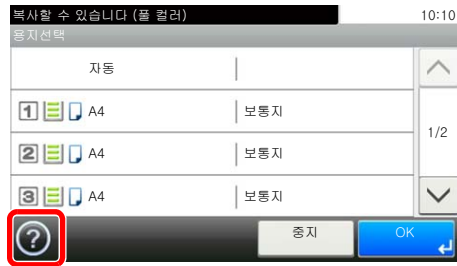 복사할 수 있습니다 (풀 컬러) 10:10
용지선택
자동
1 A4 보통지
1/2
2 A4 보통지
3 A4 보통지
? 중지 OK